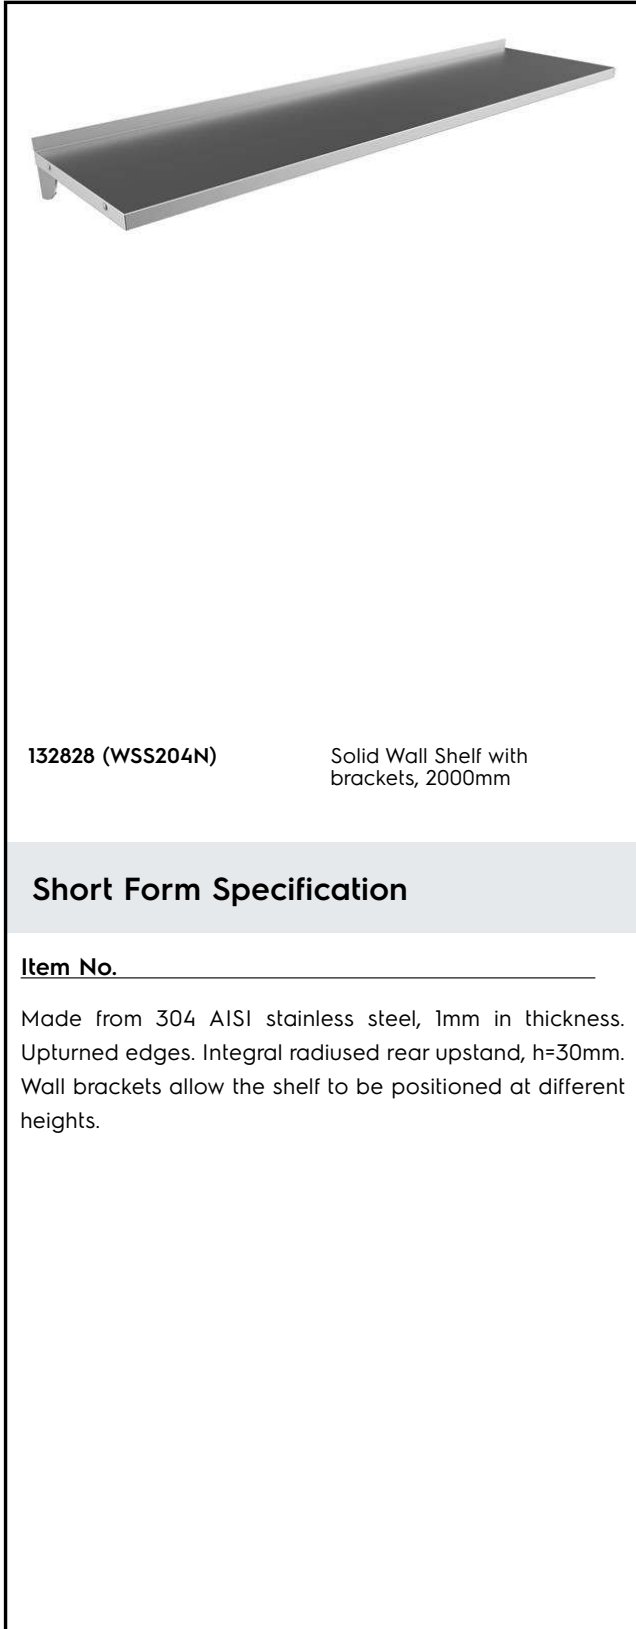 132828 (WSS204N)
Solid Wall Shelf with
brackets, 2000mm
Short Form Specification
Item No.
Made from 304 AISI stainless steel, 1mm in thickness.
Upturned edges. Integral radiused rear upstand, h=30mm.
Wall brackets allow the shelf to be positioned at different
heights.